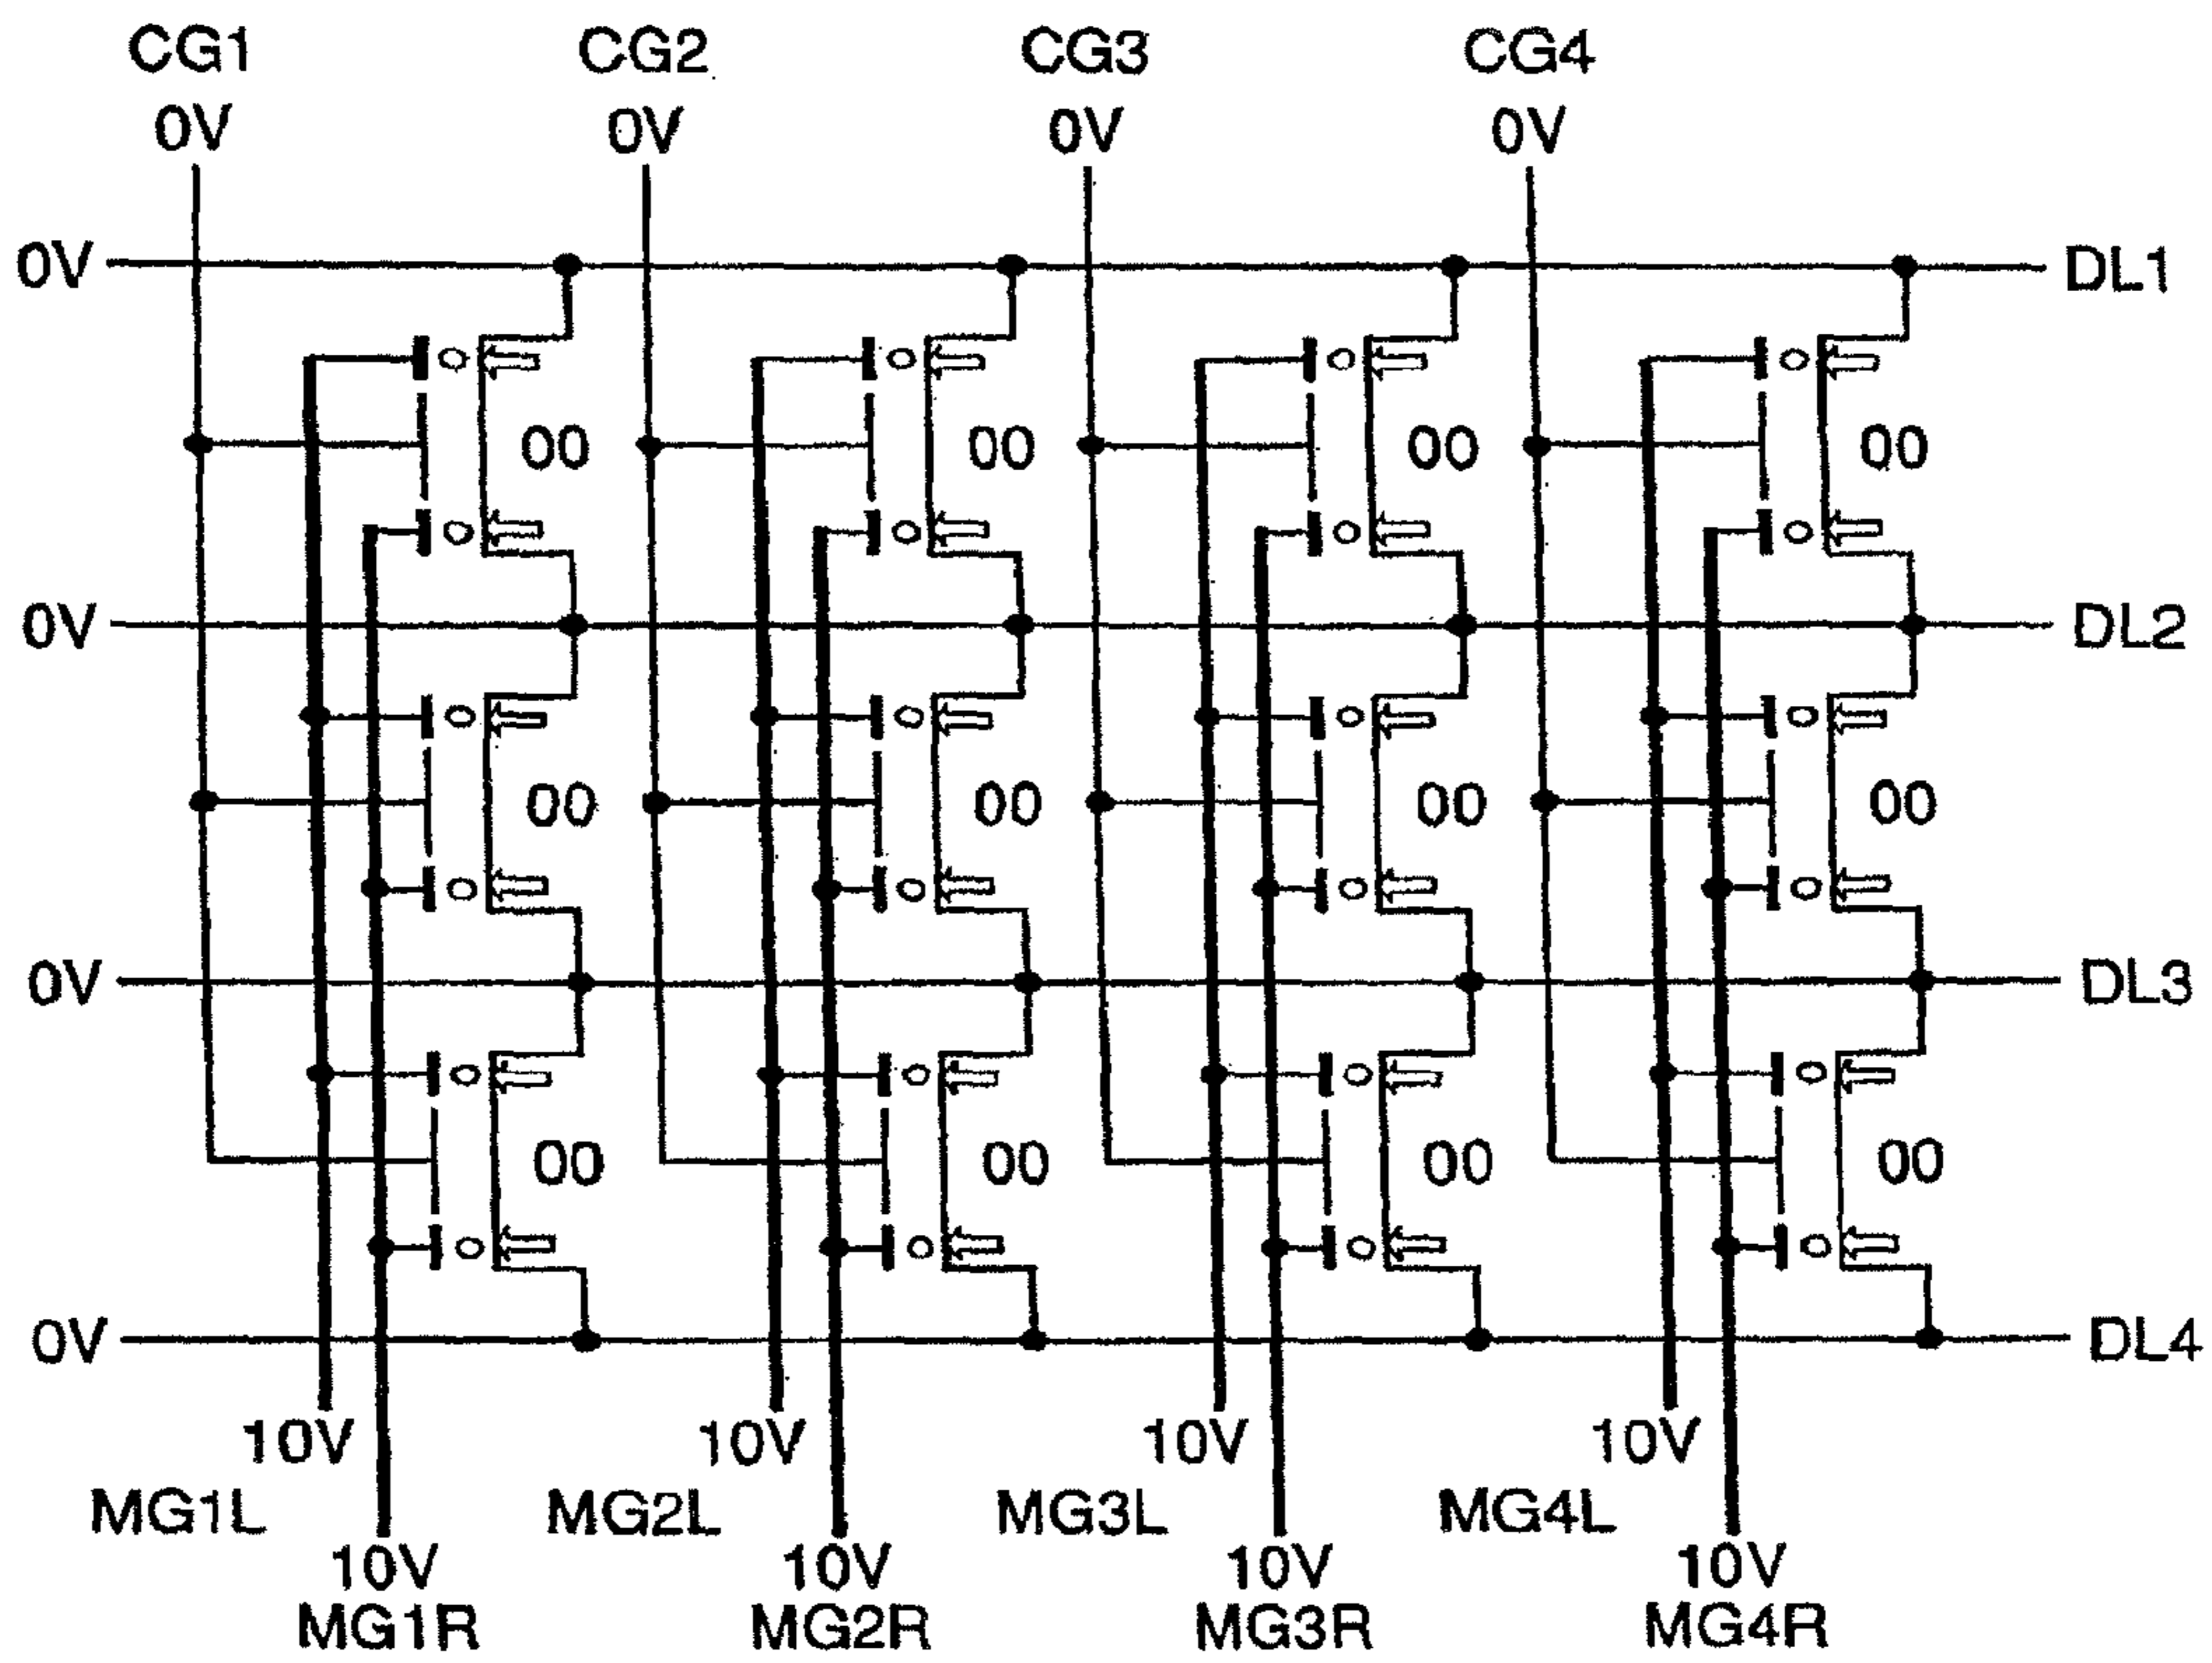 CG1 CG2 CG3 CG4
0V 0V 0V 0V
0V DL1
00 00 00 00
0V DL2
00 00 00 00
0V DL3
00 00 00 00
0V DL4
10V 10V 10V 10V
MG1L MG2L MG3L MG4L
10V 10V 10V 10V
MG1R MG2R MG3R MG4R